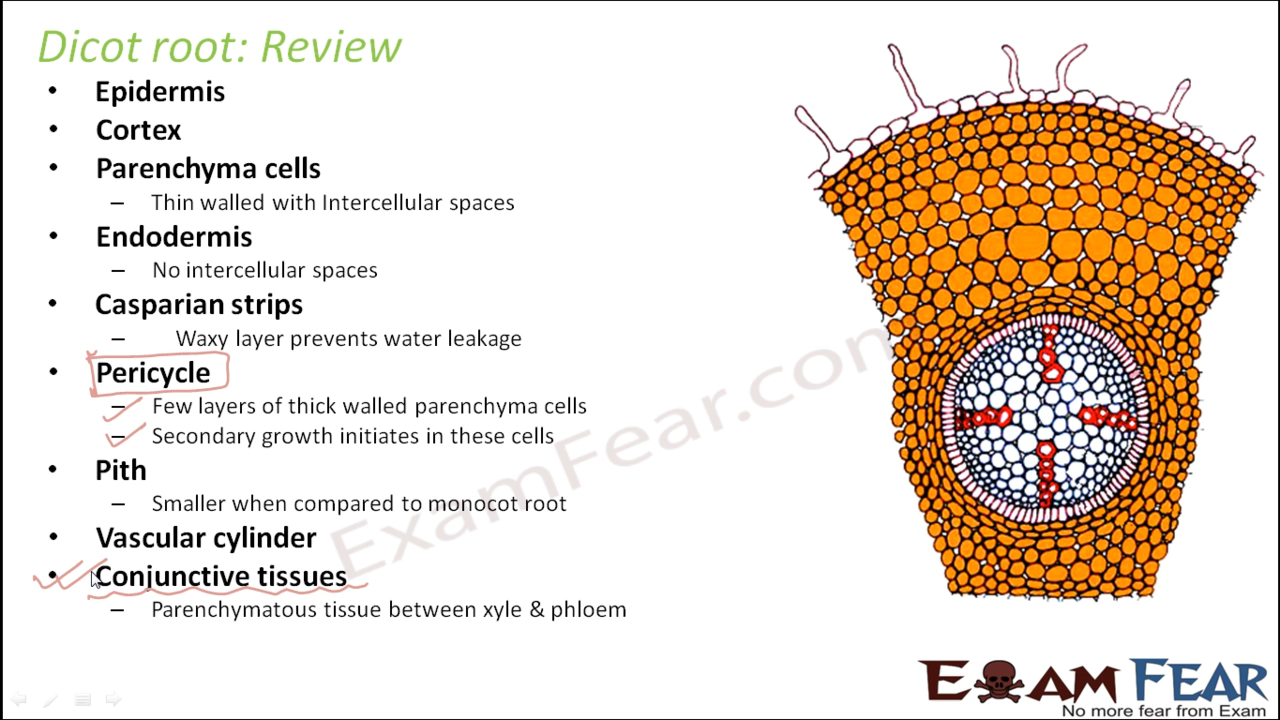 Dicot root: Review
• Epidermis
• Cortex
• Parenchyma cells
– Thin walled with Intercellular spaces
• Endodermis
– No intercellular spaces
• Casparian strips
– Waxy layer prevents water leakage
• Pericycle
– Few layers of thick walled parenchyma cells
– Secondary growth initiates in these cells
• Pith
– Smaller when compared to monocot root
• Vascular cylinder
• Conjunctive tissues
– Parenchymatous tissue between xyle & phloem
ExamFear.com
EXAM FEAR
No more fear from Exam